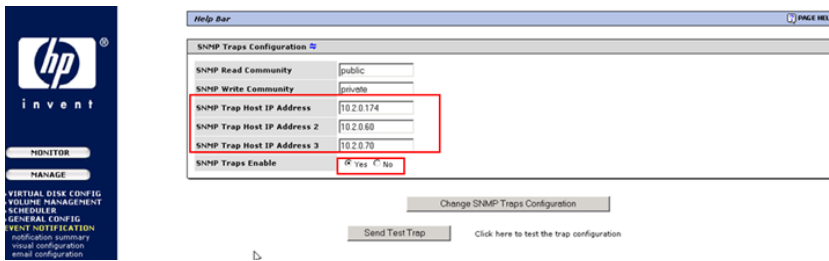 Help Bar
PAGE HEL
SNMP Traps Configuration
SNMP Read Community public
SNMP Write Community private
SNMP Trap Host IP Address 10.2.0.174
SNMP Trap Host IP Address 2 10.2.0.60
SNMP Trap Host IP Address 3 10.2.0.70
SNMP Traps Enable Yes No
Change SNMP Traps Configuration
Send Test Trap Click here to test the trap configuration
hp
®
invent
MONITOR
MANAGE
VIRTUAL DISK CONFIG
VOLUME MANAGEMENT
SCHEDULER
GENERAL CONFIG
EVENT NOTIFICATION
notification summary
visual configuration
email configuration